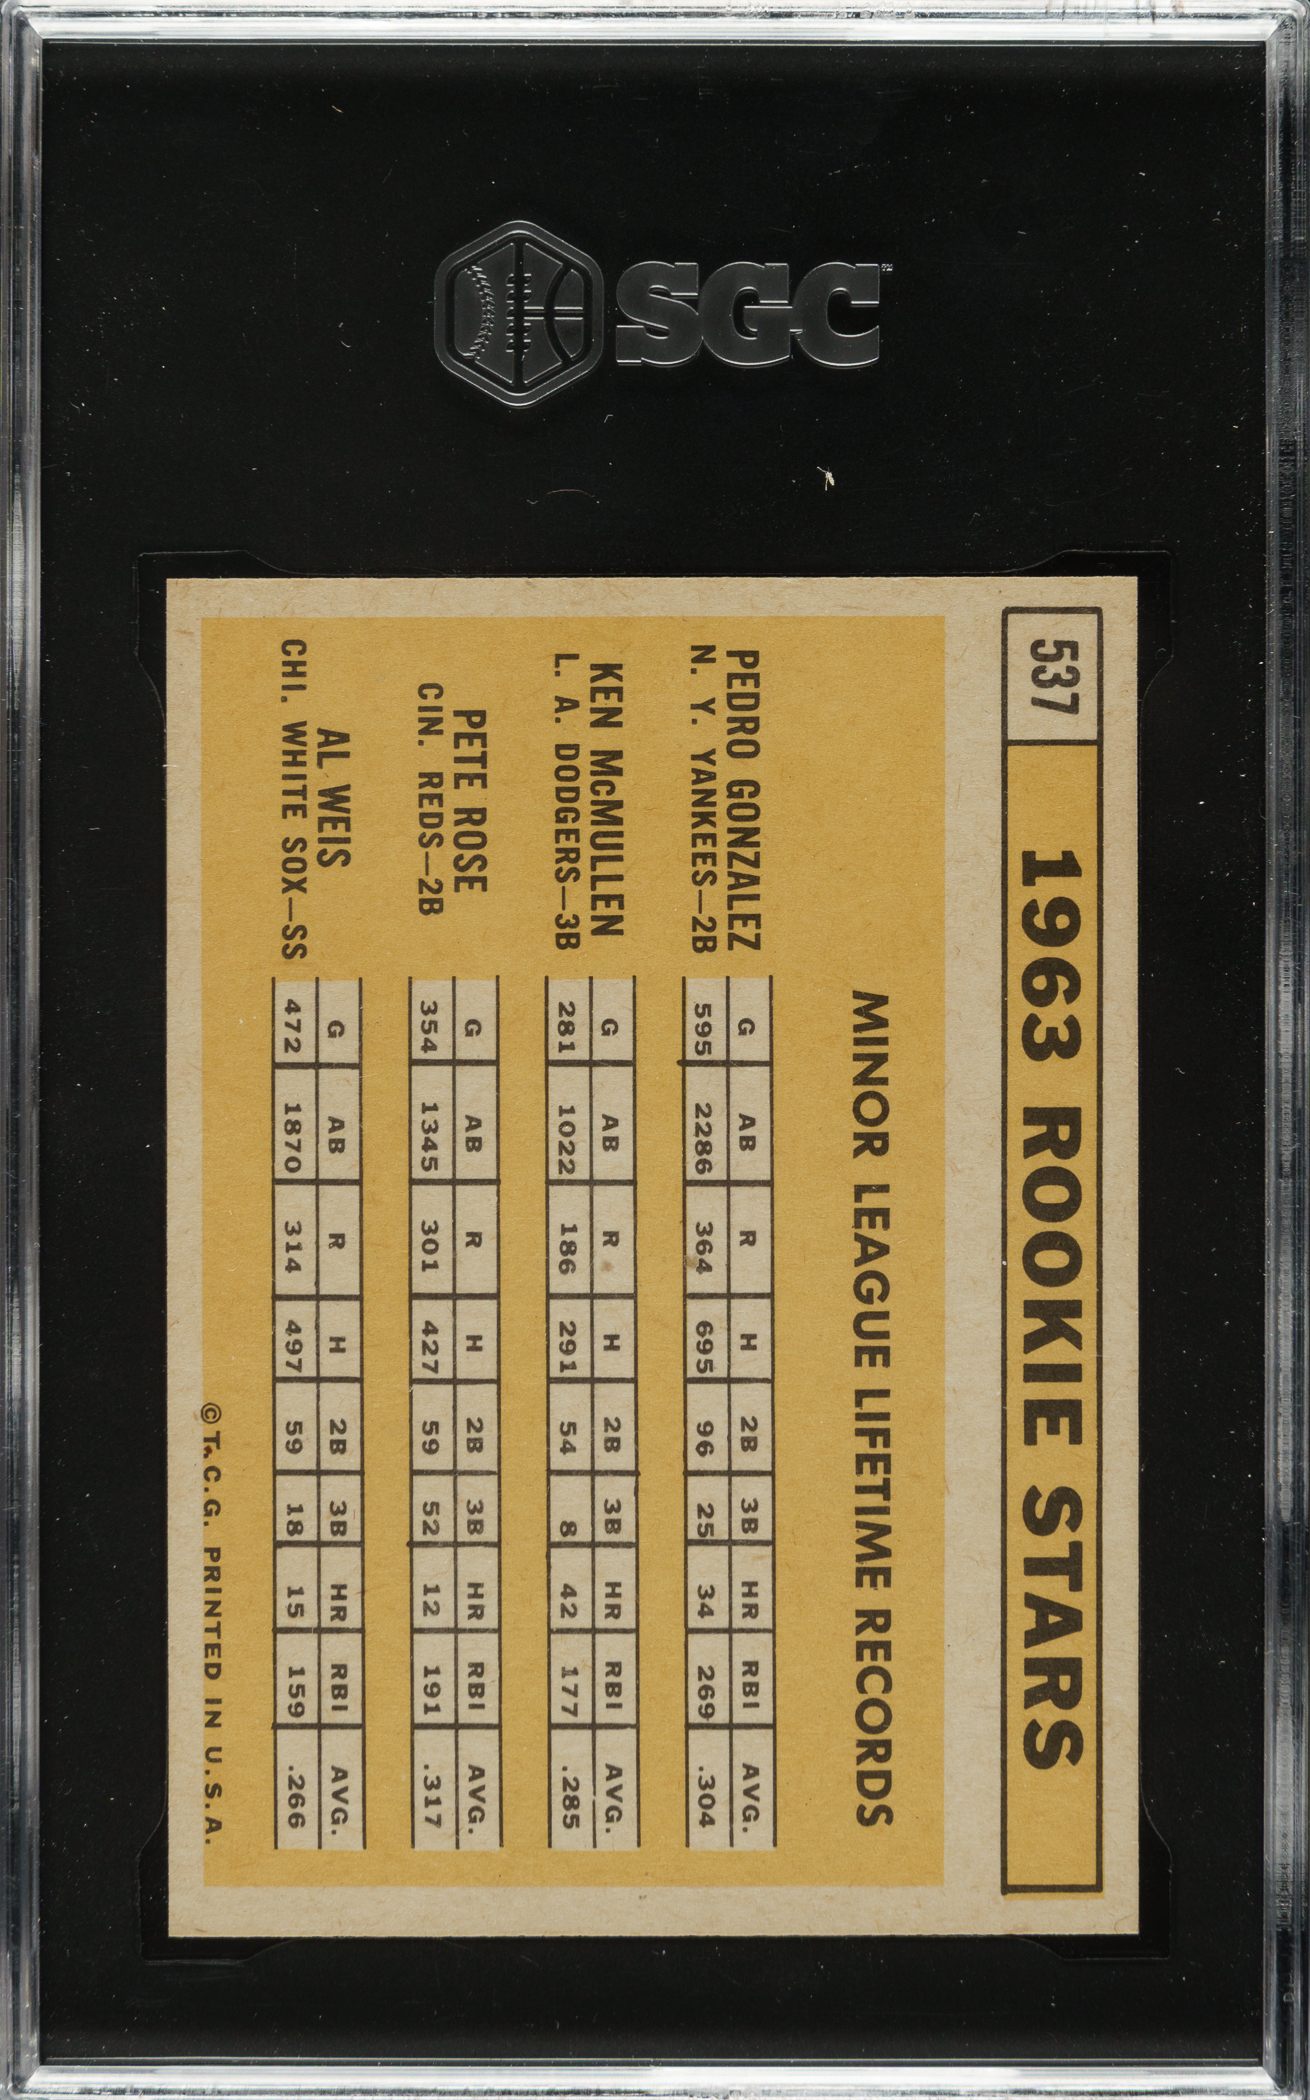 SGC™
537 1963 ROOKIE STARS
MINOR LEAGUE LIFETIME RECORDS
PEDRO GONZALEZ
N. Y. YANKEES—2B
G AB R H 2B 3B HR RBI AVG.
595 2286 364 695 96 25 34 269 .304
KEN McMULLEN
L. A. DODGERS—3B
G AB R H 2B 3B HR RBI AVG.
281 1022 186 291 54 8 42 177 .285
PETE ROSE
CIN. REDS—2B
G AB R H 2B 3B HR RBI AVG.
354 1345 301 427 59 52 12 191 .317
AL WEIS
CHI. WHITE SOX—SS
G AB R H 2B 3B HR RBI AVG.
472 1870 314 497 59 18 15 159 .266
© T.C.G. PRINTED IN U.S.A.